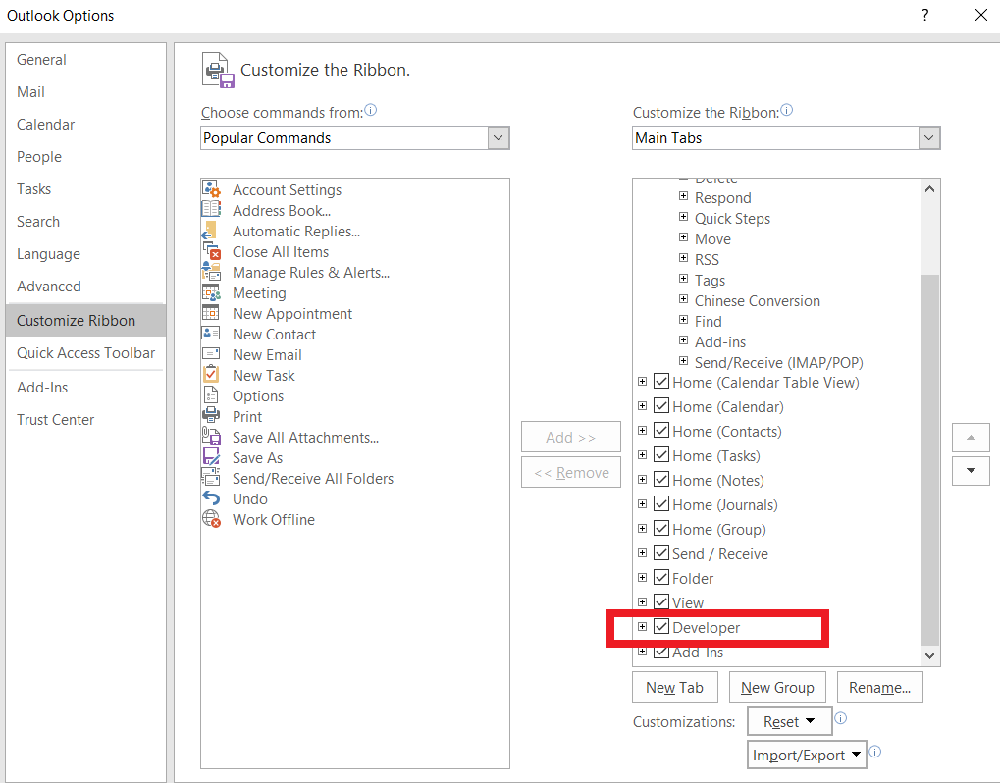 Outlook Options
?
General
Mail
Calendar
People
Tasks
Search
Language
Advanced
Customize Ribbon
Quick Access Toolbar
Add-Ins
Trust Center
Customize the Ribbon.
Choose commands from:
Popular Commands
Account Settings
Address Book...
Automatic Replies...
Close All Items
Manage Rules & Alerts...
Meeting
New Appointment
New Contact
New Email
New Task
Options
Print
Save All Attachments...
Save As
Send/Receive All Folders
Undo
Work Offline
Add >>
<< Remove
Customize the Ribbon:
Main Tabs
Delete
Respond
Quick Steps
Move
RSS
Tags
Chinese Conversion
Find
Add-ins
Send/Receive (IMAP/POP)
Home (Calendar Table View)
Home (Calendar)
Home (Contacts)
Home (Tasks)
Home (Notes)
Home (Journals)
Home (Group)
Send / Receive
Folder
View
Developer
Add-Ins
New Tab
New Group
Rename...
Customizations:
Reset
Import/Export